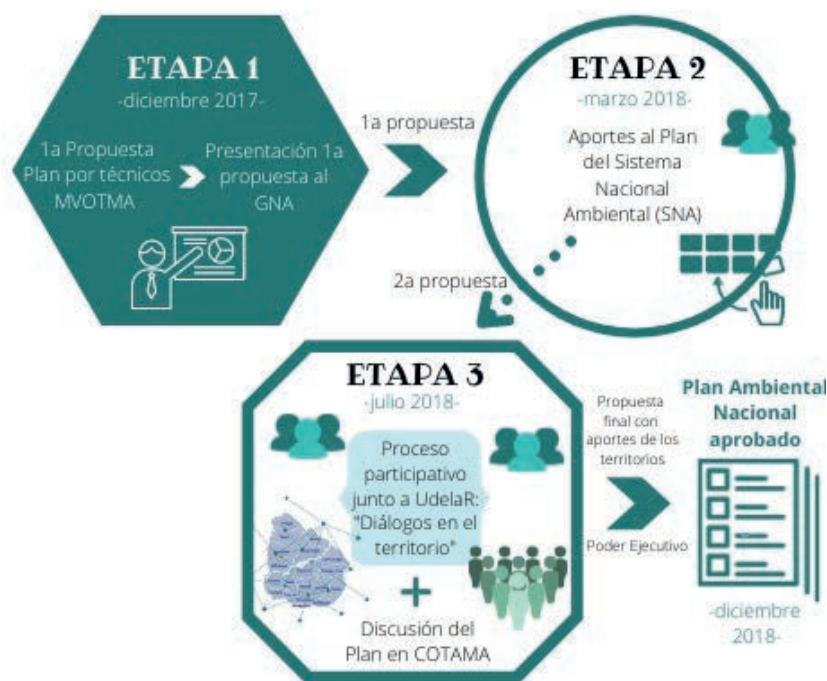 ETAPA 1
-diciembre 2017-
1a Propuesta
Plan por técnicos
MVOTMA
Presentación 1a
propuesta al
GNA
1a propuesta
ETAPA 2
-marzo 2018-
Aportes al Plan
del Sistema
Nacional
Ambiental (SNA)
2a propuesta
ETAPA 3
-julio 2018-
Proceso
participativo
junto a UdelaR:
"Diálogos en el
territorio"
+
Discusión del
Plan en COTAMA
Propuesta
final con
aportes de los
territorios
Poder Ejecutivo
Plan Ambiental
Nacional
aprobado
-diciembre
2018-